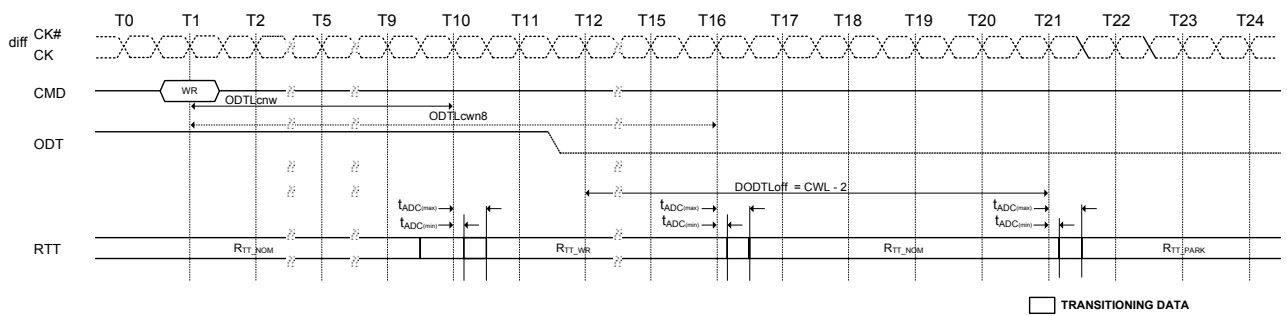 T0 T1 T2 T5 T9 T10 T11 T12 T15 T16 T17 T18 T19 T20 T21 T22 T23 T24
diff CK#
CK
CMD WR
ODTLcnw
ODTLcwn8
ODT
DODTLoff = CWL - 2
tADC(max) tADC(max) tADC(max)
tADC(min) tADC(min) tADC(min)
RTT RTT_NOM RTT_WR RTT_NOM RTT_PARK
TRANSITIONING DATA